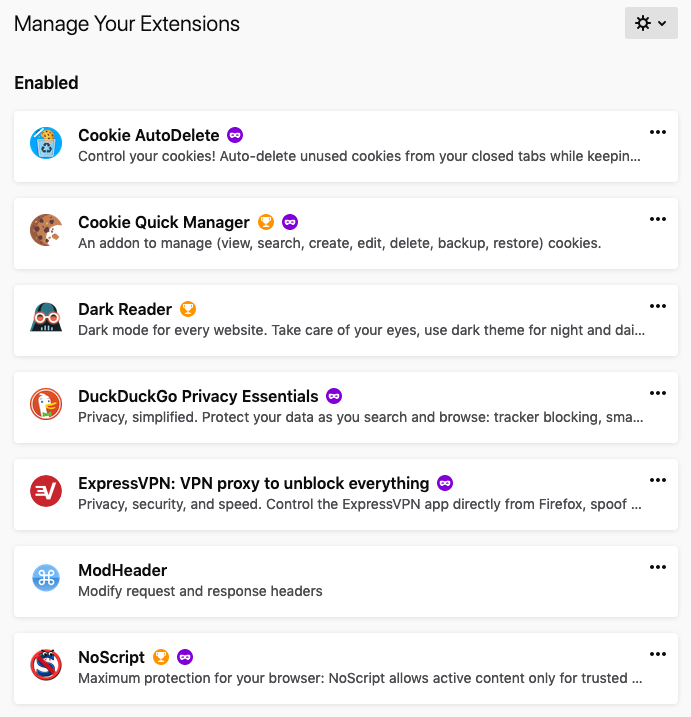 Manage Your Extensions
Enabled
Cookie AutoDelete
Control your cookies! Auto-delete unused cookies from your closed tabs while keepin...
Cookie Quick Manager
An addon to manage (view, search, create, edit, delete, backup, restore) cookies.
Dark Reader
Dark mode for every website. Take care of your eyes, use dark theme for night and dai...
DuckDuckGo Privacy Essentials
Privacy, simplified. Protect your data as you search and browse: tracker blocking, sma...
ExpressVPN: VPN proxy to unblock everything
Privacy, security, and speed. Control the ExpressVPN app directly from Firefox, spoof ...
ModHeader
Modify request and response headers
NoScript
Maximum protection for your browser: NoScript allows active content only for trusted ...